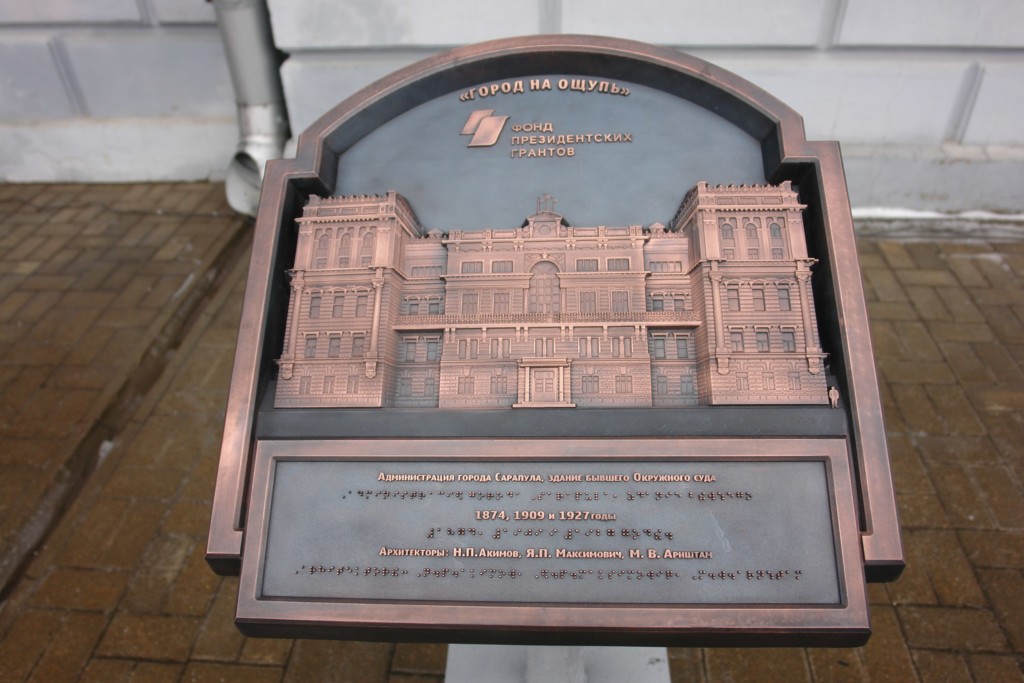 «ГОРОД НА ОЩУПЬ»
ФОНД
ПРЕЗИДЕНТСКИХ
ГРАНТОВ
Администрация города Сарапула, здание бывшего Окружного суда
1874, 1909 и 1927 годы
Архитекторы: Н.П.Акимов, Я.П. Максимович, М. В. Арнштам